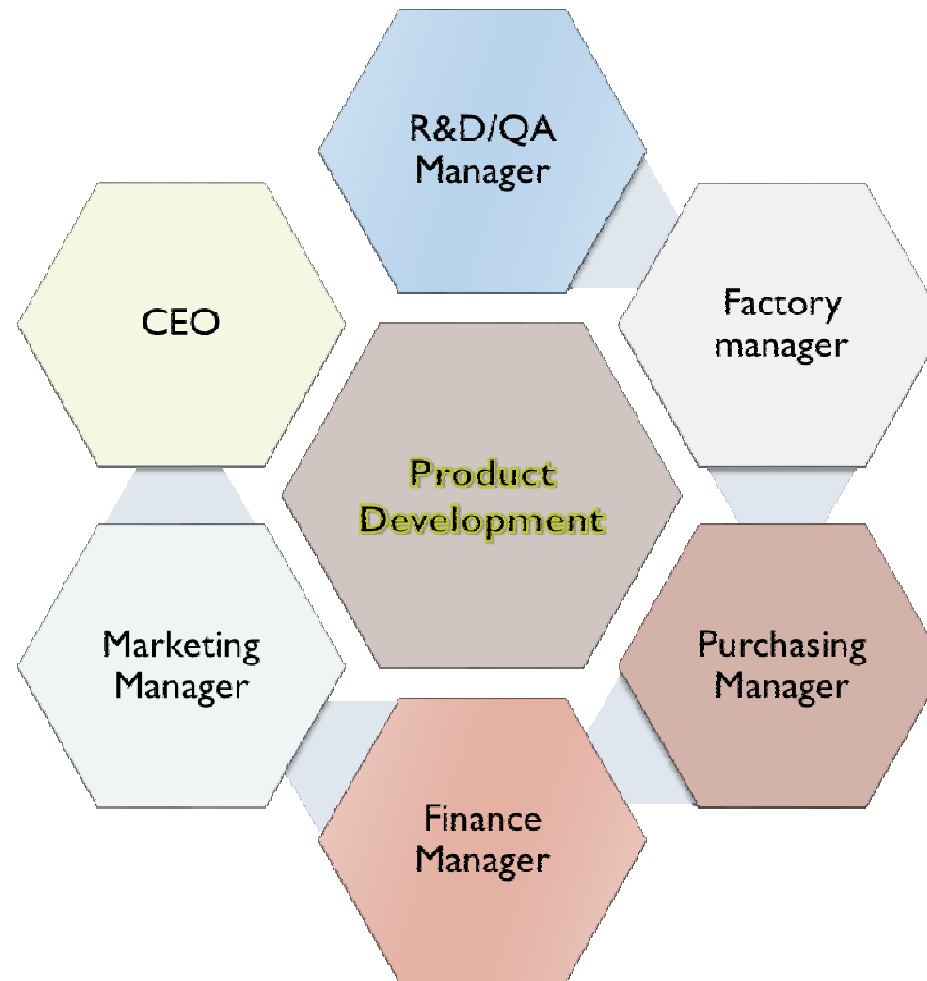 R&D/QA
Manager
CEO
Factory
manager
Product
Development
Marketing
Manager
Purchasing
Manager
Finance
Manager